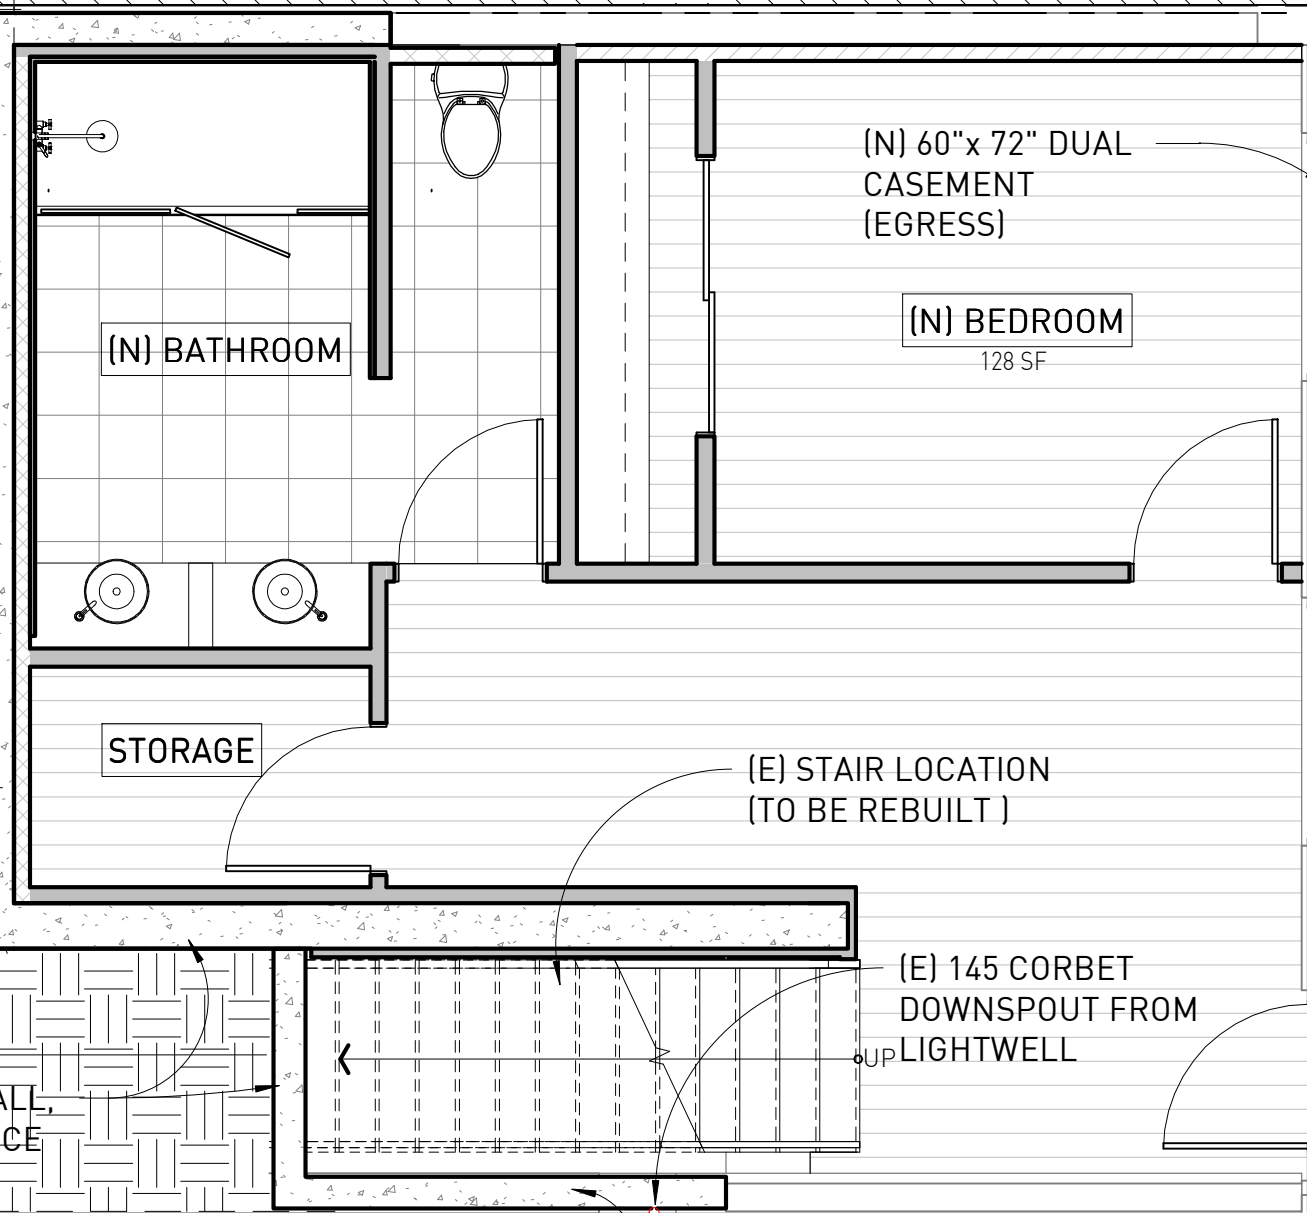 (N) 60"x 72" DUAL
CASEMENT
(EGRESS)
(N) BEDROOM
128 SF
(N) BATHROOM
STORAGE
(E) STAIR LOCATION
(TO BE REBUILT )
(E) 145 CORBET
DOWNSPOUT FROM
LIGHTWELL
UP